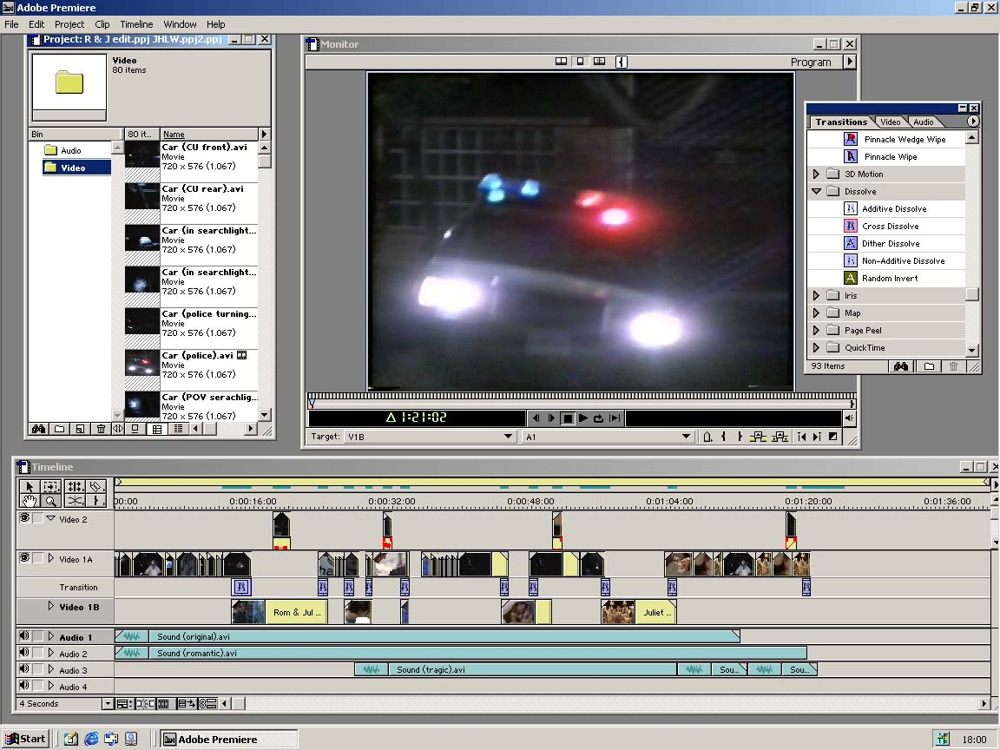 Adobe Premiere
File Edit Project Clip Timeline Window Help
Project: R & J edit.ppj JHLW.ppj2.ppj
Video
80 items
Bin
80 it...
Name
Audio
Video
Car (CU front).avi
Movie
720 x 576 (1.067)
Car (CU rear).avi
Movie
720 x 576 (1.067)
Car (in searchlight...
Movie
720 x 576 (1.067)
Car (in searchlight...
Movie
720 x 576 (1.067)
Car (police turning...
Movie
720 x 576 (1.067)
Car (police).avi
Movie
720 x 576 (1.067)
Car (POV serachlig...
Movie
720 x 576 (1.067)
Monitor
Program
Δ 1:21:02
Target: V1B
A1
Transitions Video Audio
Pinnacle Wedge Wipe
Pinnacle Wipe
3D Motion
Dissolve
Additive Dissolve
Cross Dissolve
Dither Dissolve
Non-Additive Dissolve
Random Invert
Iris
Map
Page Peel
QuickTime
93 Items
Timeline
00:00 0:00:16:00 0:00:32:00 0:00:48:00 0:01:04:00 0:01:20:00 0:01:36:00
Video 2
Video 1A
Transition
Video 1B
Rom & Jul ...
Juliet ...
Audio 1
Sound (original).avi
Audio 2
Sound (romantic).avi
Audio 3
Sound (tragic).avi
Sou...
Sou...
Audio 4
4 Seconds
Start
Adobe Premiere
18:00